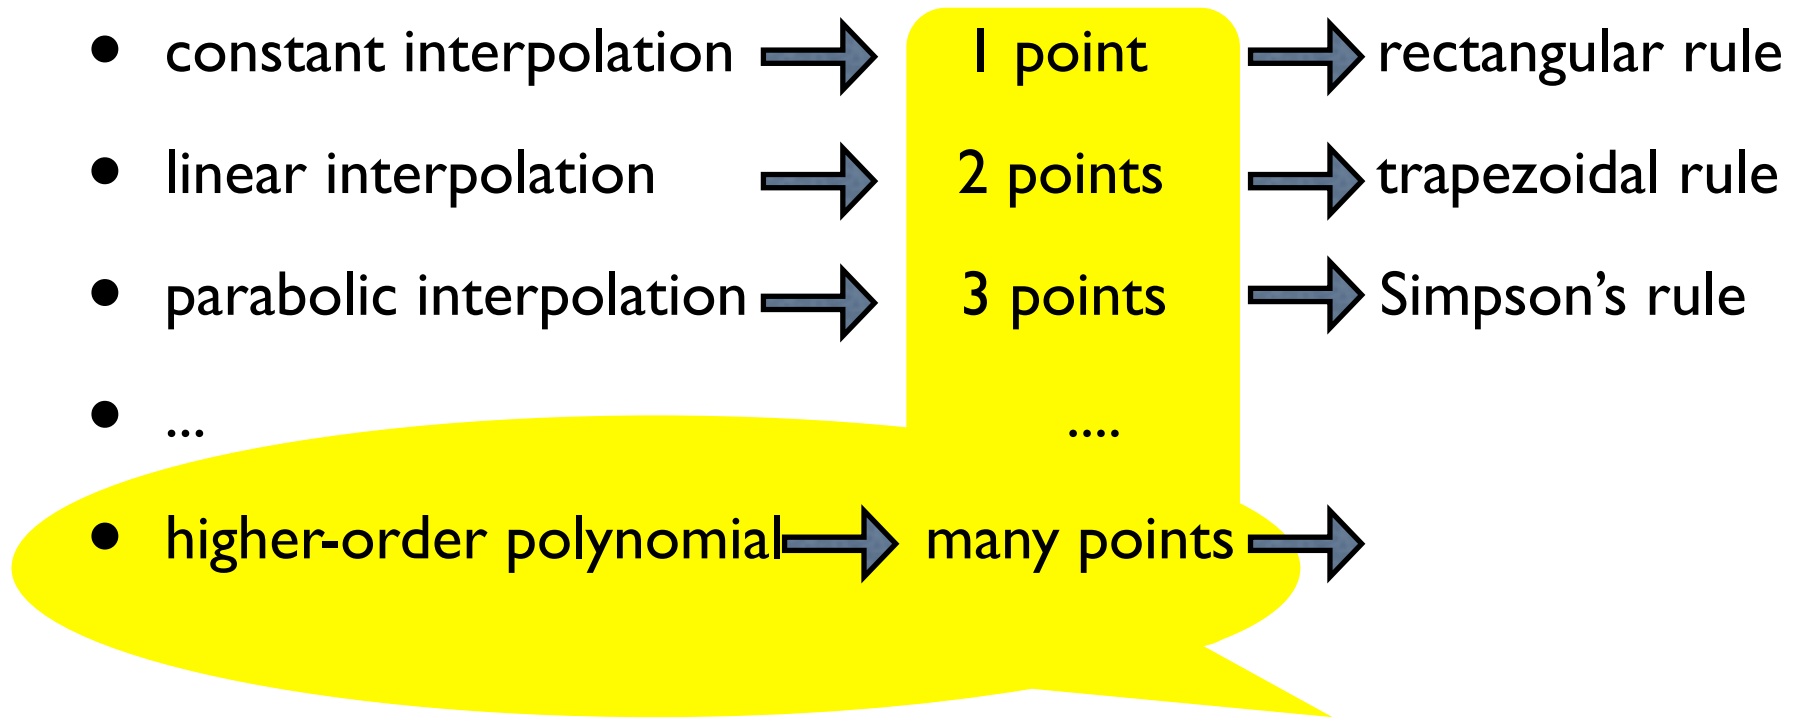 • constant interpolation 1 point rectangular rule
• linear interpolation 2 points trapezoidal rule
• parabolic interpolation 3 points Simpson’s rule
• ... ....
• higher-order polynomial many points